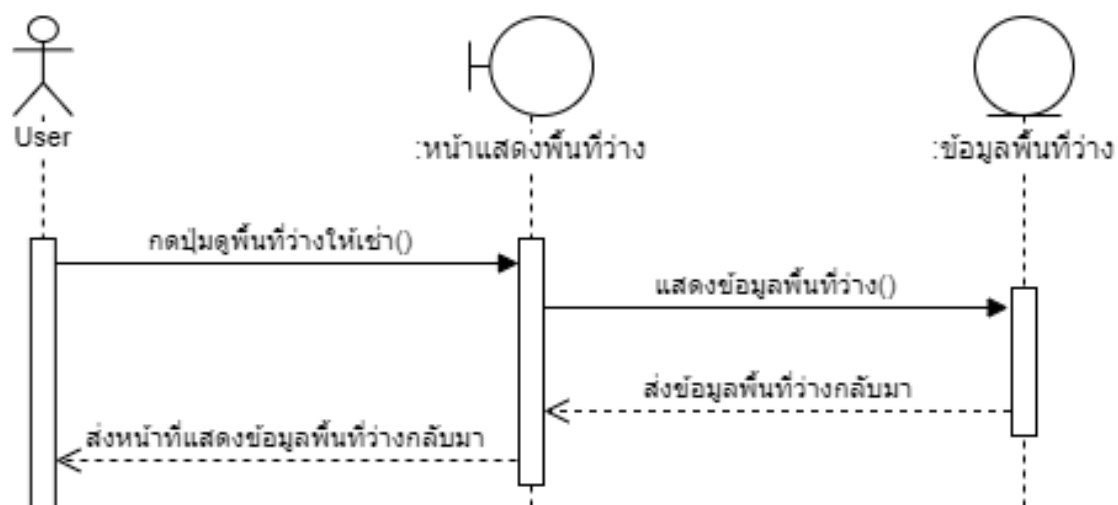 User
:หน้าแสดงพื้นที่ว่าง
:ข้อมูลพื้นที่ว่าง
กดปุ่มดูพื้นที่ว่างให้เช่า()
แสดงข้อมูลพื้นที่ว่าง()
ส่งข้อมูลพื้นที่ว่างกลับมา
ส่งหน้าที่แสดงข้อมูลพื้นที่ว่างกลับมา